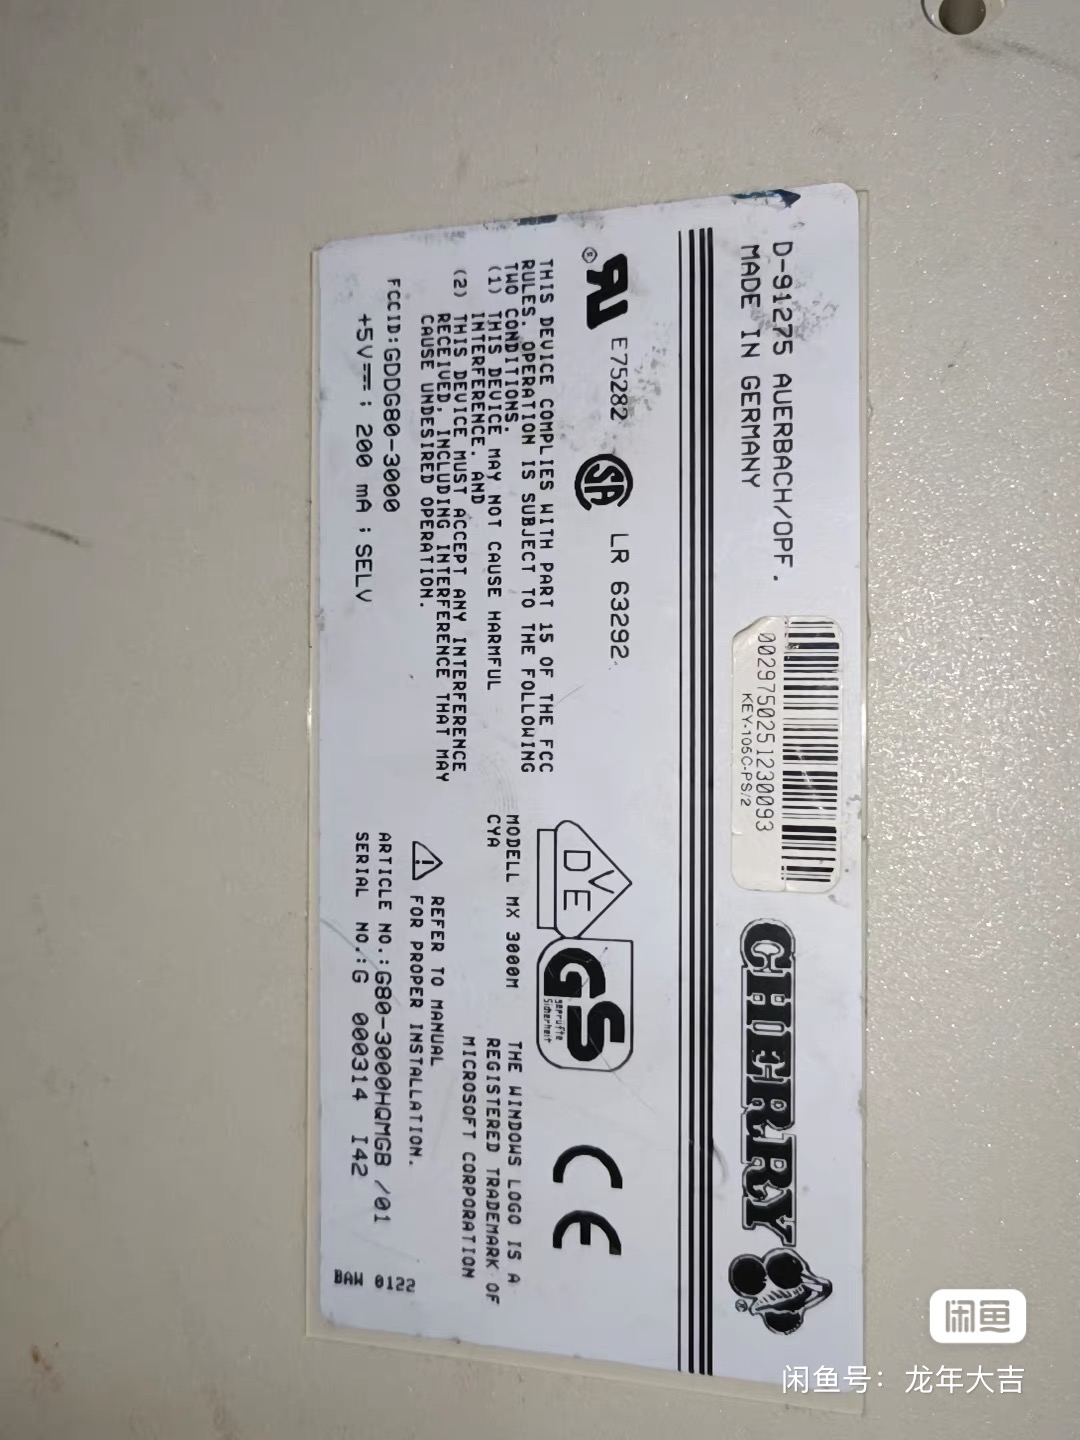 D-91275 AUERBACH/OPF.
MADE IN GERMANY
0029750251230093
KEY-105C-PS/2
CHERRY
®
E75282
SA
LR 63292
VDE
GS
geprüfte
Sicherheit
CE
THIS DEVICE COMPLIES WITH PART 15 OF THE FCC
RULES. OPERATION IS SUBJECT TO THE FOLLOWING
TWO CONDITIONS.
(1) THIS DEVICE MAY NOT CAUSE HARMFUL
INTERFERENCE. AND
(2) THIS DEVICE MUST ACCEPT ANY INTERFERENCE
RECEIVED. INCLUDING INTERFERENCE THAT MAY
CAUSE UNDESIRED OPERATION.
FCCID:GDDG80-3000
+5V⎓; 200 mA ; SELV
MODELL MX 3000M
CYA
THE WINDOWS LOGO IS A
REGISTERED TRADEMARK OF
MICROSOFT CORPORATION
REFER TO MANUAL
FOR PROPER INSTALLATION.
ARTICLE NO.:G80-3000HQMGB /01
SERIAL NO.:G 000314 I42
BAW 0122
闲鱼
闲鱼号：龙年大吉